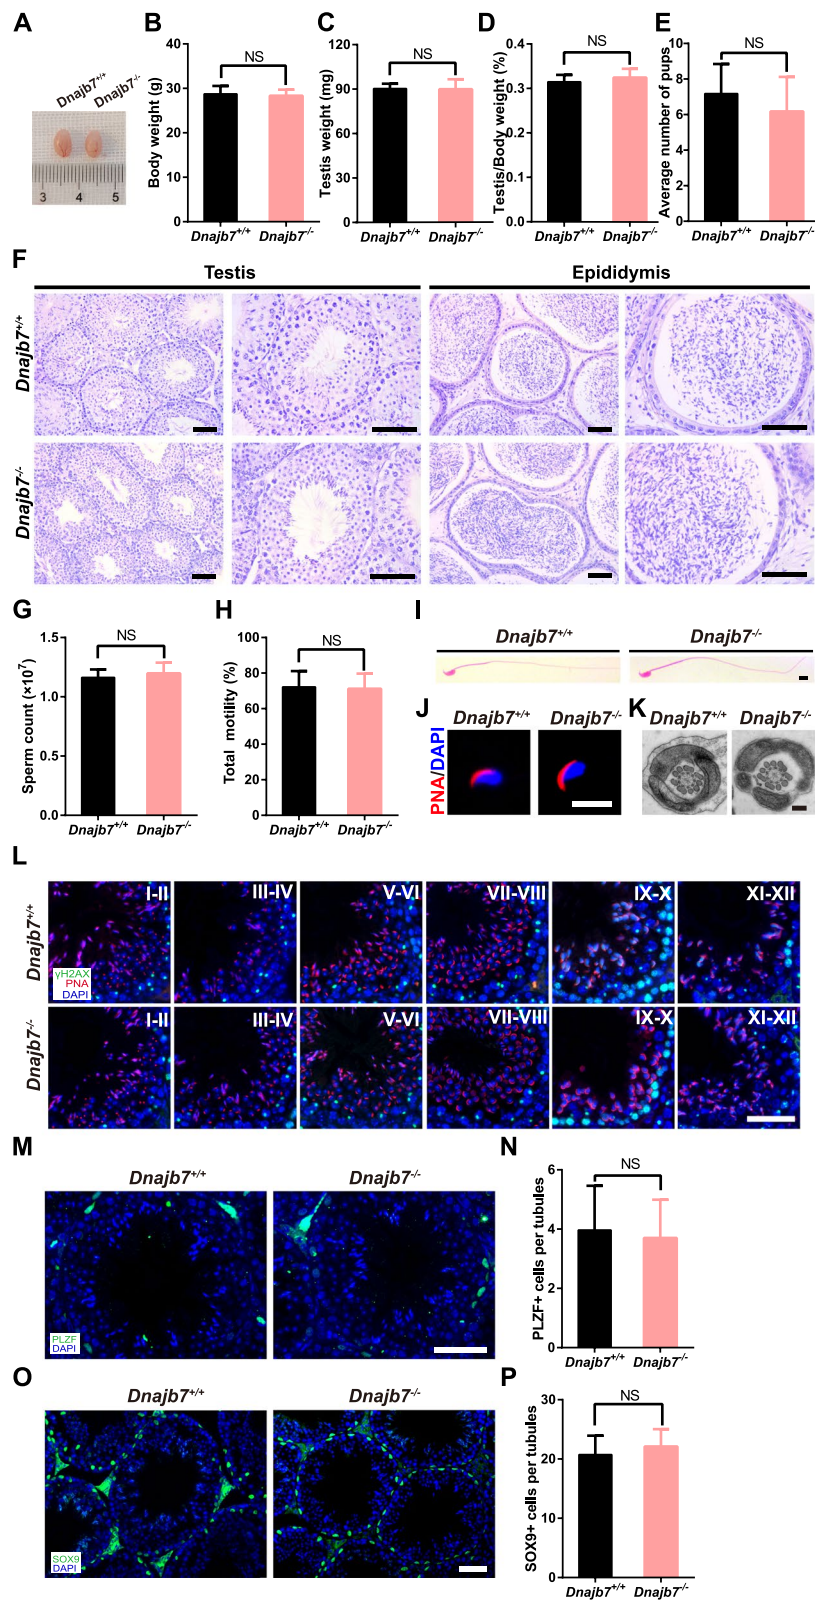 A
Dnajb7+/+
Dnajb7-/-
3 4 5
B
Body weight (g)
40
30
20
10
0
NS
Dnajb7+/+ Dnajb7-/-
C
Testis weight (mg)
120
90
60
30
0
NS
Dnajb7+/+ Dnajb7-/-
D
Testis/Body weight (%)
0.4
0.3
0.2
0.1
0.0
NS
Dnajb7+/+ Dnajb7-/-
E
Average number of pups
10
8
6
4
2
0
NS
Dnajb7+/+ Dnajb7-/-
F
Testis Epididymis
Dnajb7+/+
Dnajb7-/-
G
Sperm count (×10⁷)
1.5
1.0
0.5
0.0
NS
Dnajb7+/+ Dnajb7-/-
H
Total motility (%)
100
80
60
40
20
0
NS
Dnajb7+/+ Dnajb7-/-
I
Dnajb7+/+ Dnajb7-/-
J
Dnajb7+/+ Dnajb7-/-
PNA/DAPI
K
Dnajb7+/+ Dnajb7-/-
L
Dnajb7+/+
I-II III-IV V-VI VII-VIII IX-X XI-XII
γH2AX
PNA
DAPI
Dnajb7-/-
I-II III-IV V-VI VII-VIII IX-X XI-XII
M
Dnajb7+/+ Dnajb7-/-
PLZF
DAPI
N
PLZF+ cells per tubules
6
4
2
0
NS
Dnajb7+/+ Dnajb7-/-
O
Dnajb7+/+ Dnajb7-/-
SOX9
DAPI
P
SOX9+ cells per tubules
30
20
10
0
NS
Dnajb7+/+ Dnajb7-/-